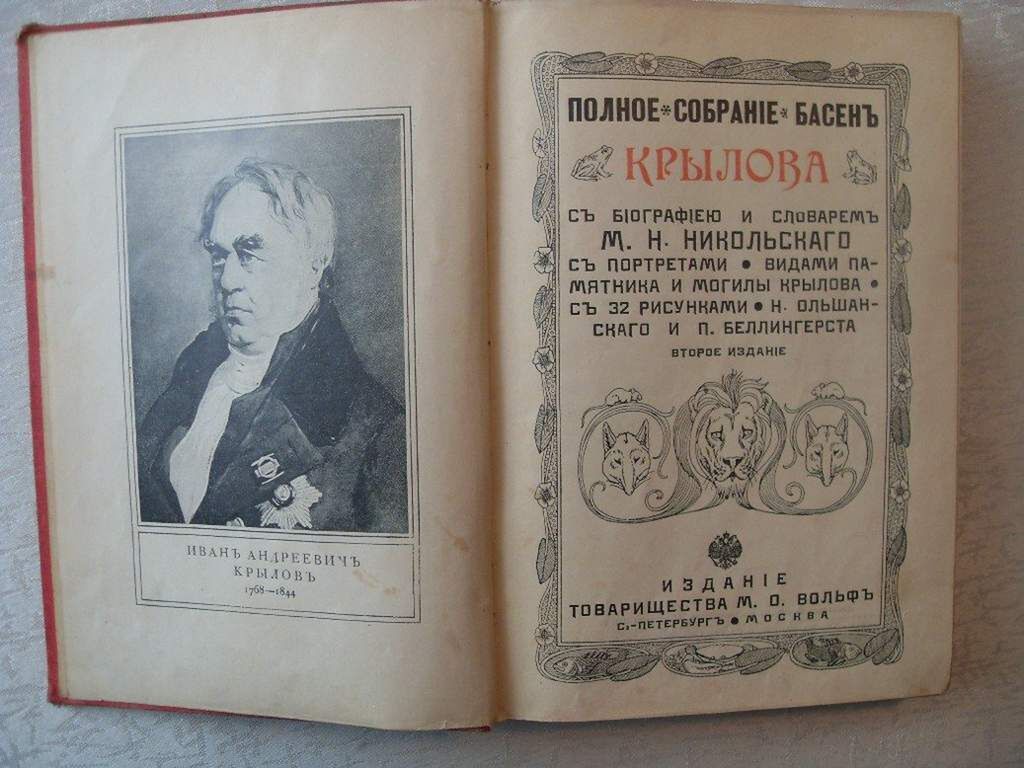 ИВАНЪ АНДРЕЕВИЧЪ
КРЫЛОВЪ
1768—1844
ПОЛНОЕ * СОБРАНІЕ * БАСЕНЪ
КРЫЛОВА
СЪ БІОГРАФІЕЮ И СЛОВАРЕМЪ
М. Н. НИКОЛЬСКАГО
СЪ ПОРТРЕТАМИ • ВИДАМИ ПА-
МЯТНИКА И МОГИЛЫ КРЫЛОВА •
СЪ 32 РИСУНКАМИ • Н. ОЛЬШАН-
СКАГО И П. БЕЛЛИНГЕРСТА
ВТОРОЕ ИЗДАНІЕ
ИЗДАНІЕ
ТОВАРИЩЕСТВА М. О. ВОЛЬФЪ
С.-ПЕТЕРБУРГЪ • МОСКВА